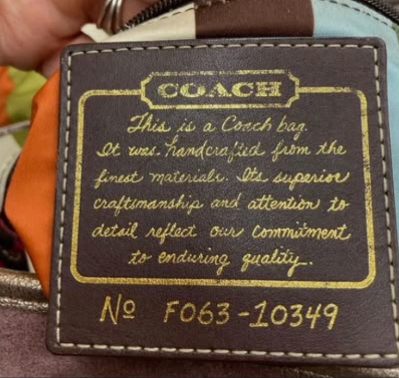 COACH
This is a Coach bag.
It was handcrafted from the
finest materials. Its superior
craftsmanship and attention to
detail reflect our commitment
to enduring quality.
Nº F063-10349